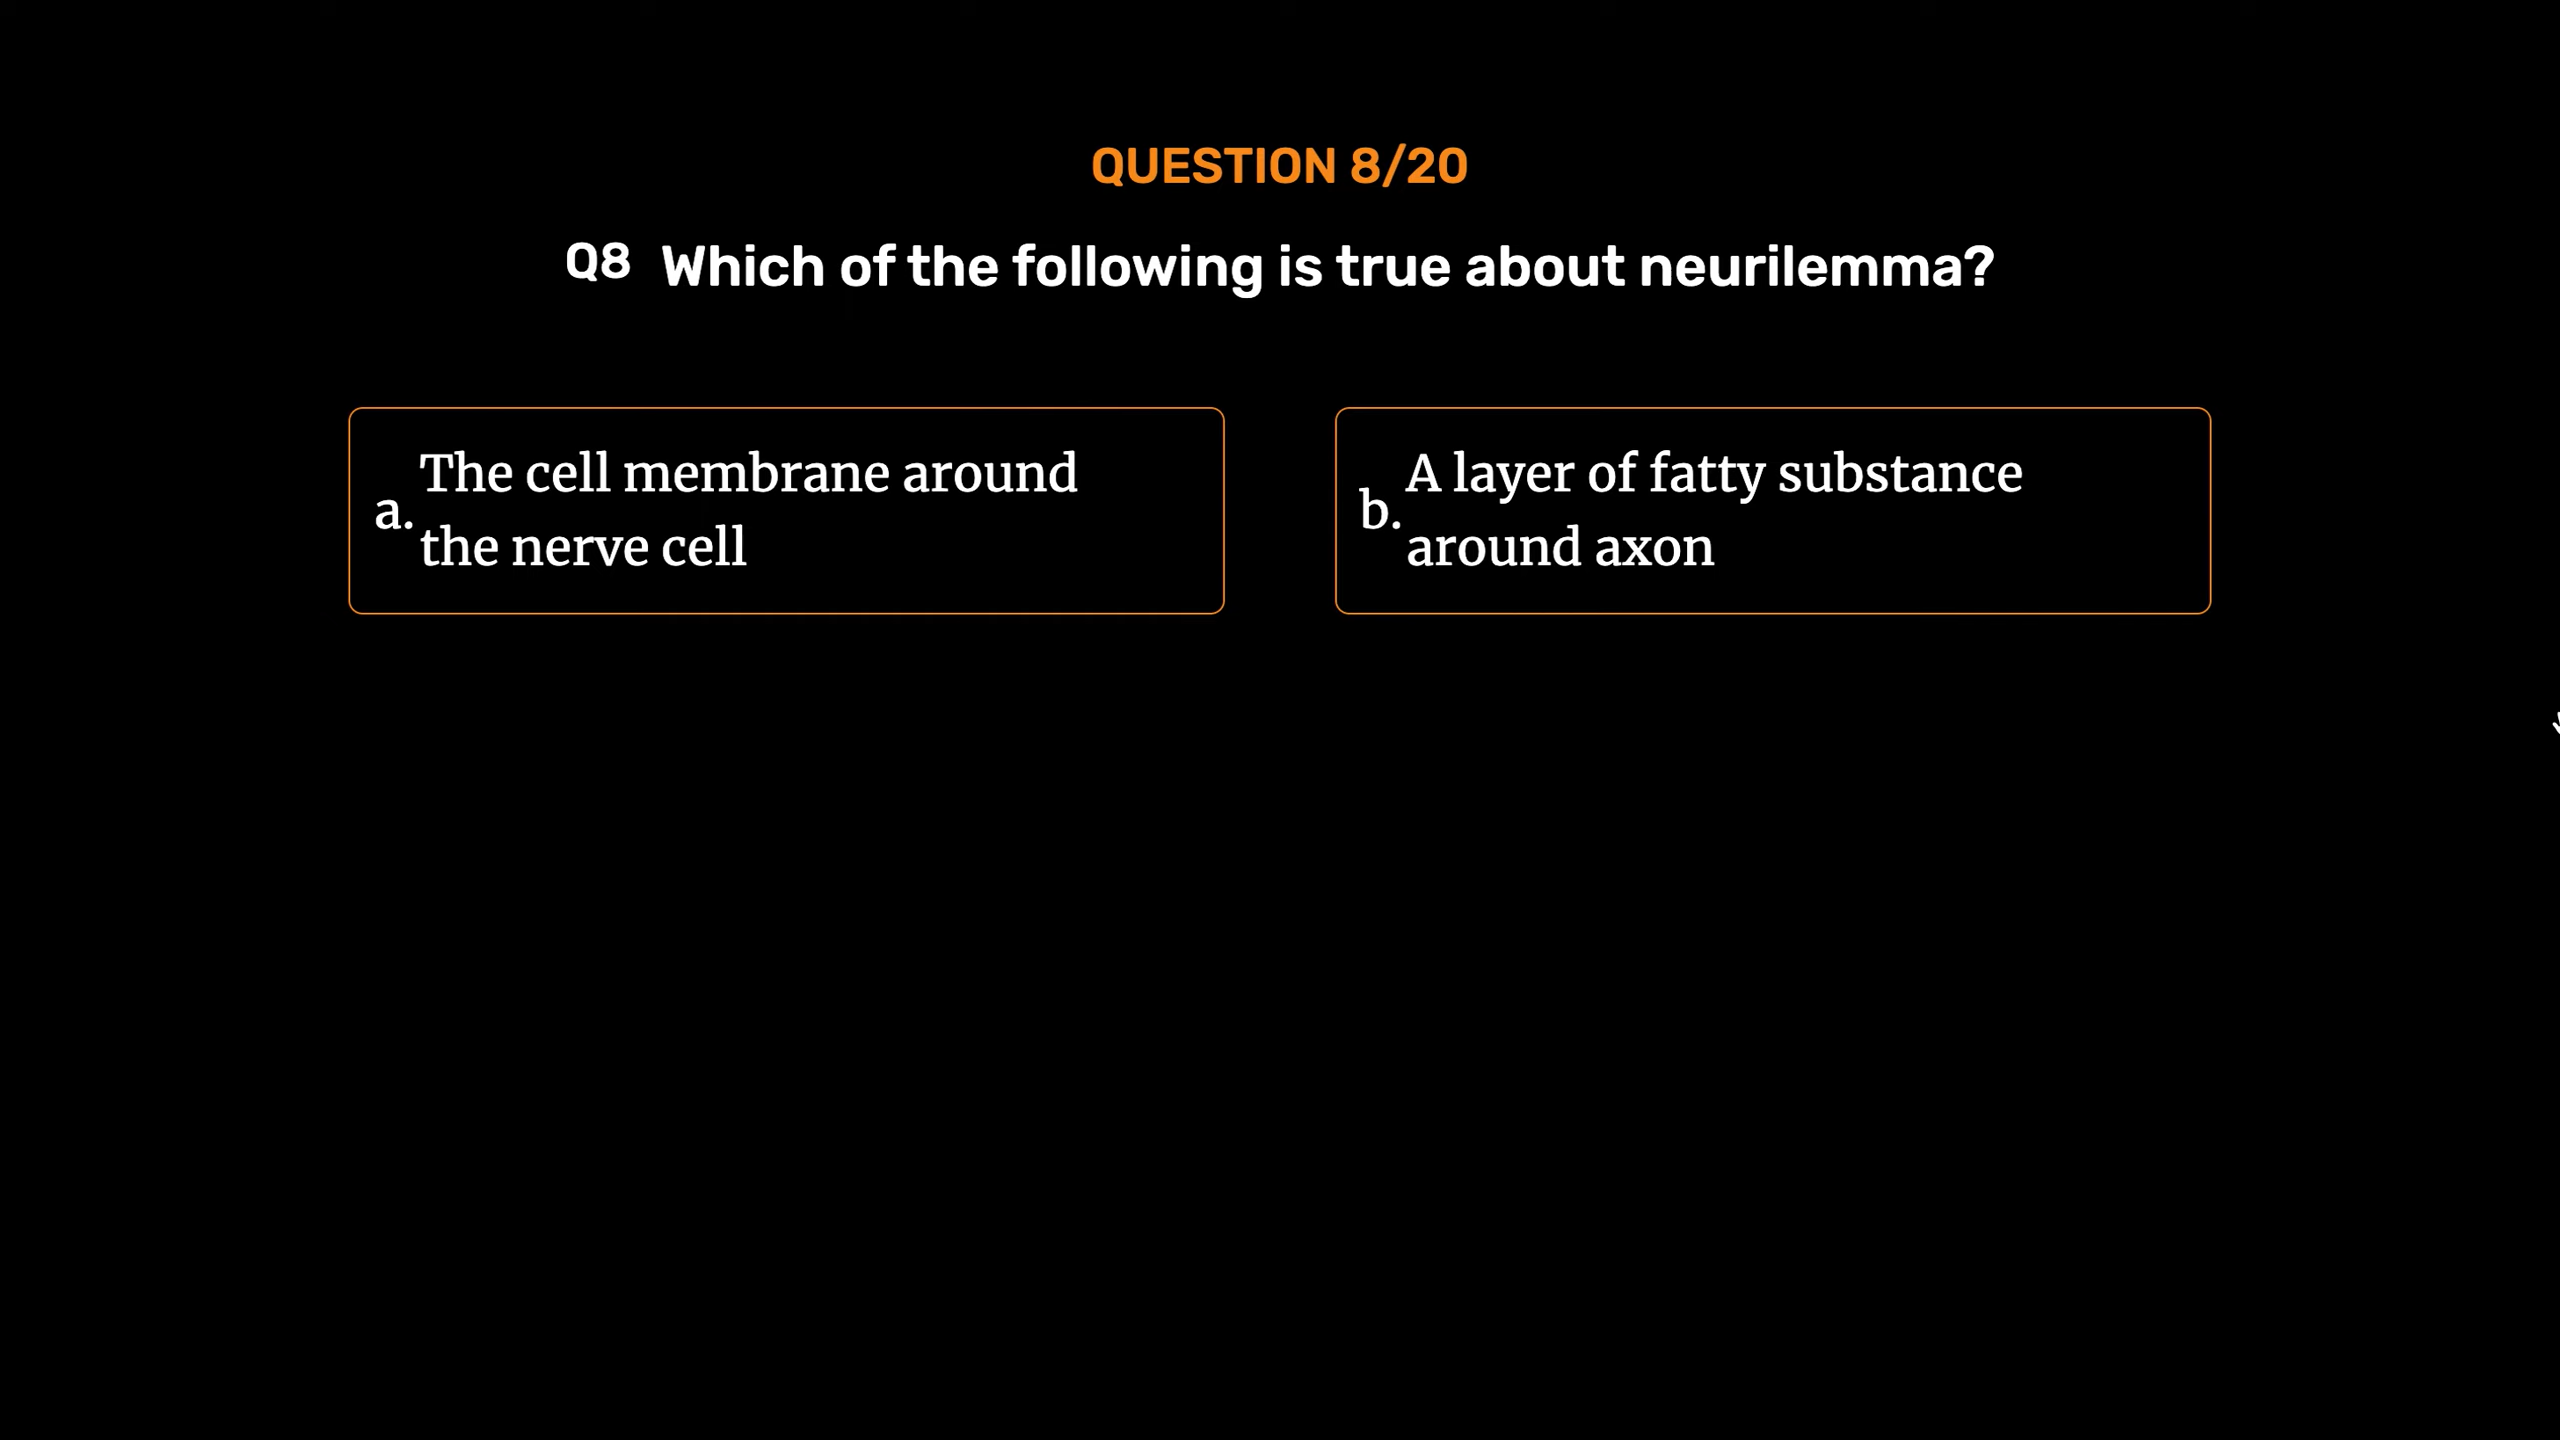 QUESTION 8/20
Q8 Which of the following is true about neurilemma?
a. The cell membrane around
the nerve cell
b. A layer of fatty substance
around axon